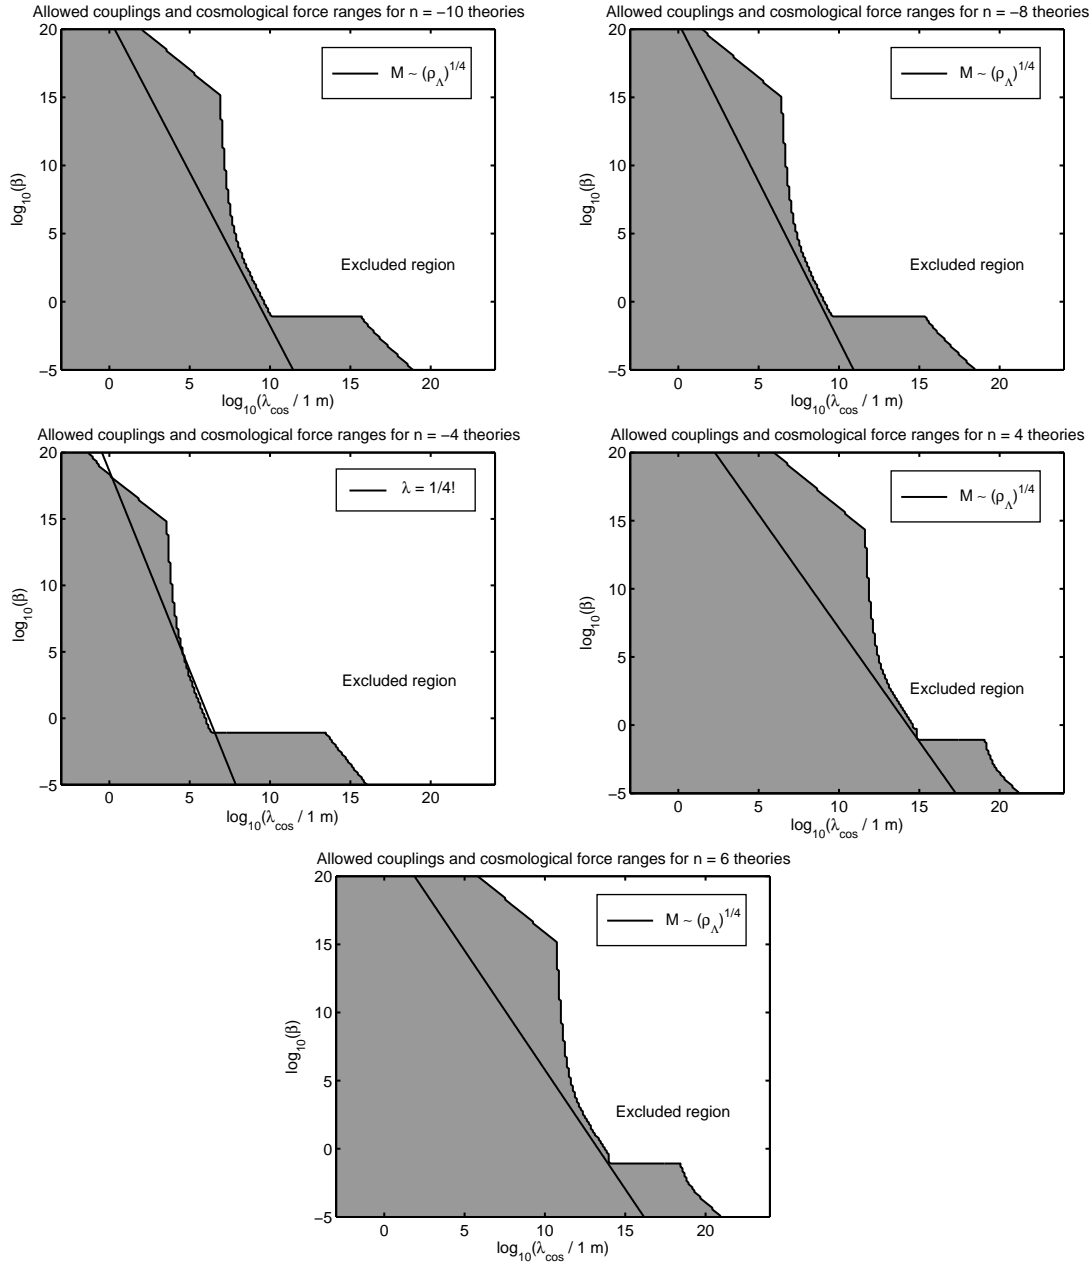 Allowed couplings and cosmological force ranges for n = −10 theories
20
15
10
5
0
−5
log10(β)
M ~ (ρΛ)1/4
Excluded region
0 5 10 15 20
log10(λcos / 1 m)
Allowed couplings and cosmological force ranges for n = −8 theories
20
15
10
5
0
−5
log10(β)
M ~ (ρΛ)1/4
Excluded region
0 5 10 15 20
log10(λcos / 1 m)
Allowed couplings and cosmological force ranges for n = −4 theories
20
15
10
5
0
−5
log10(β)
λ = 1/4!
Excluded region
0 5 10 15 20
log10(λcos / 1 m)
Allowed couplings and cosmological force ranges for n = 4 theories
20
15
10
5
0
−5
log10(β)
M ~ (ρΛ)1/4
Excluded region
0 5 10 15 20
log10(λcos / 1 m)
Allowed couplings and cosmological force ranges for n = 6 theories
20
15
10
5
0
−5
log10(β)
M ~ (ρΛ)1/4
Excluded region
0 5 10 15 20
log10(λcos / 1 m)